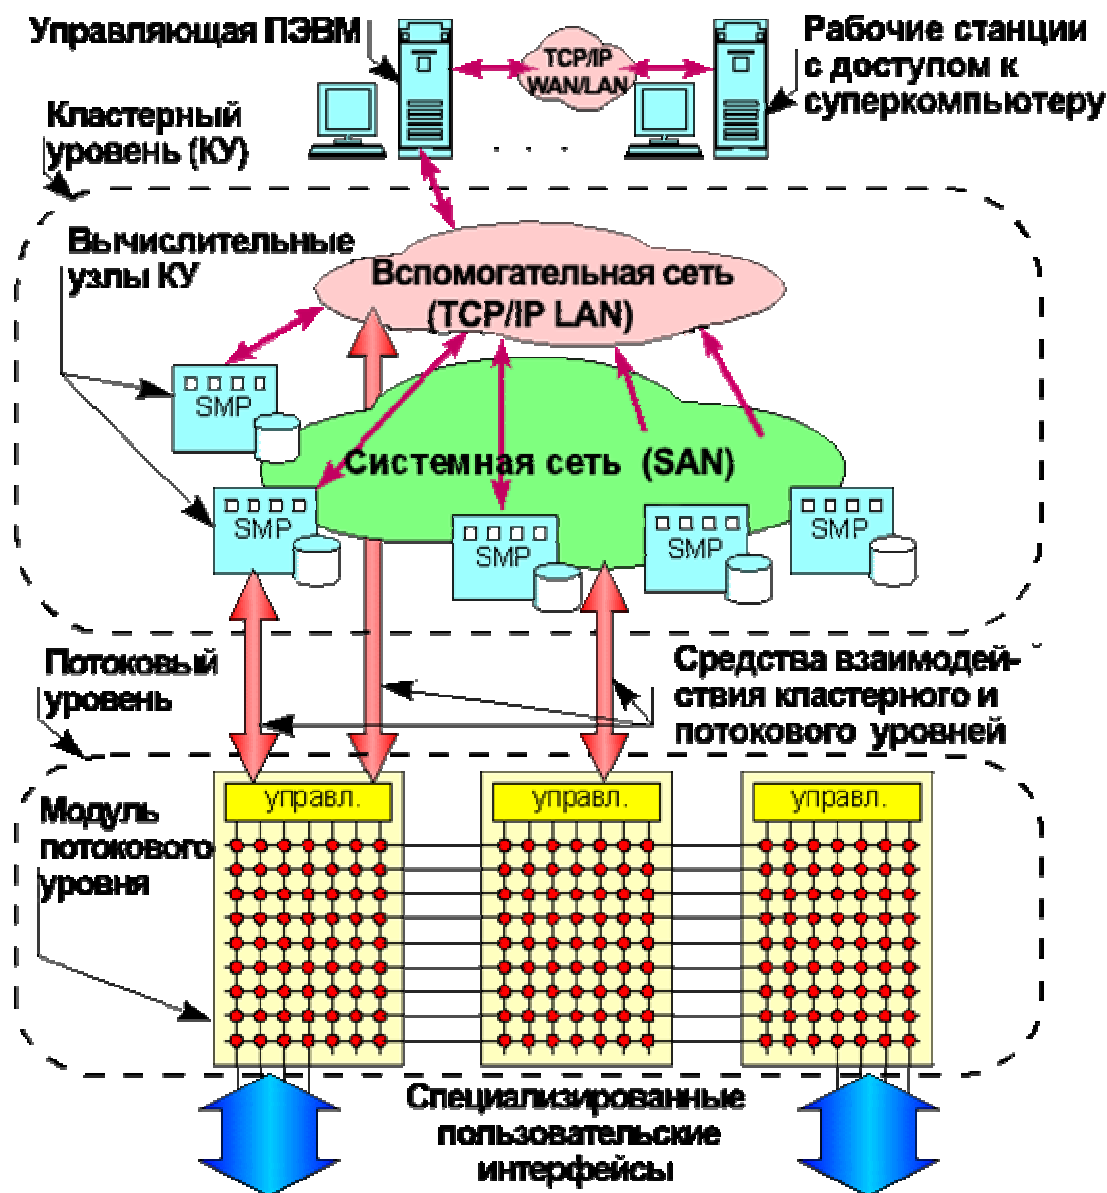 Управляющая ПЭВМ
TCP/IP
WAN/LAN
Рабочие станции
с доступом к
суперкомпьютеру
Кластерный
уровень (КУ)
. . .
Вычислительные
узлы КУ
Вспомогательная сеть
(TCP/IP LAN)
SMP
Системная сеть (SAN)
SMP
SMP
SMP
SMP
Потоковый
уровень
Средства взаимодей-
ствия кластерного и
потокового уровней
управл.
управл.
управл.
Модуль
потокового
уровня
Специализированные
пользовательские
интерфейсы